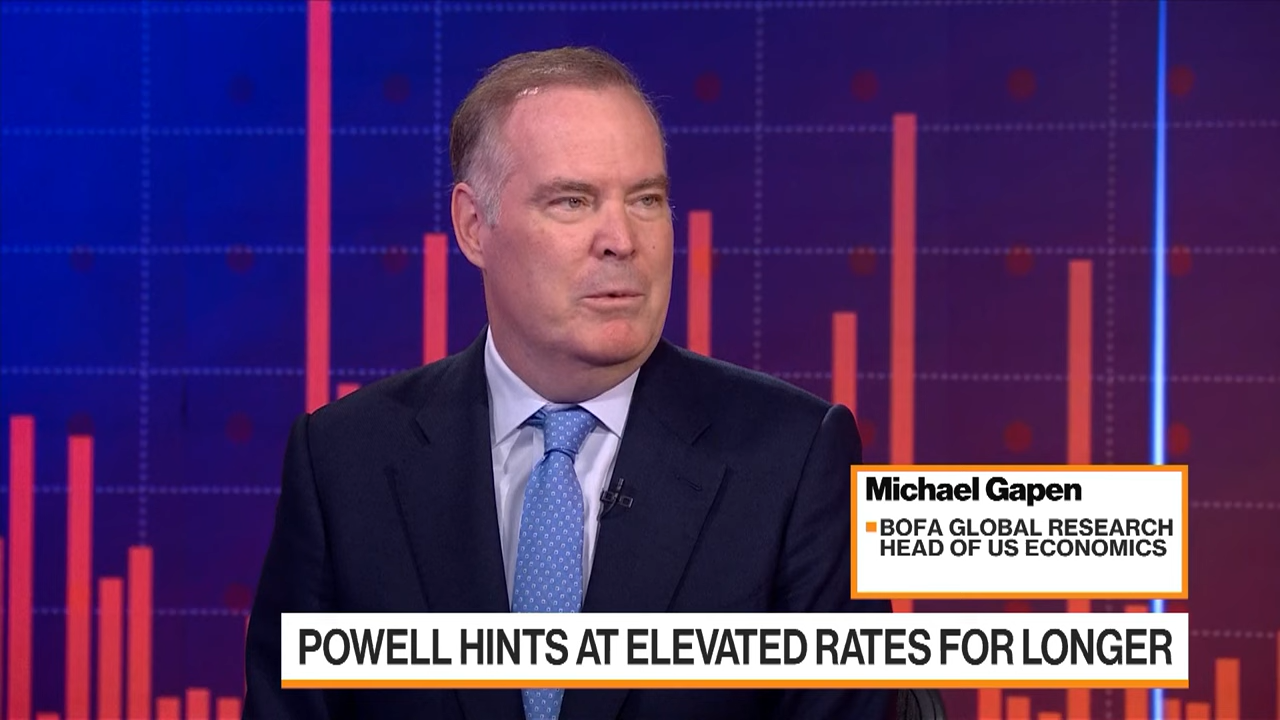 Michael Gapen
BOFA GLOBAL RESEARCH
HEAD OF US ECONOMICS
POWELL HINTS AT ELEVATED RATES FOR LONGER